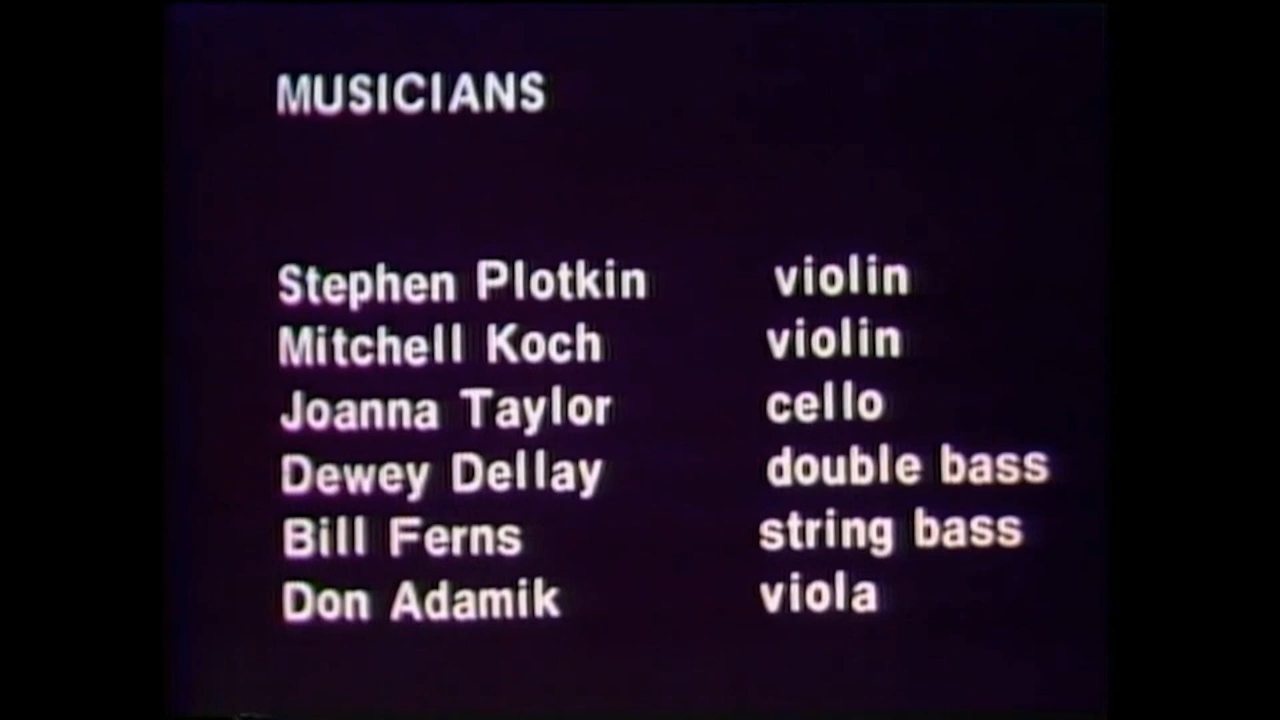 MUSICIANS
Stephen Plotkin violin
Mitchell Koch violin
Joanna Taylor cello
Dewey Dellay double bass
Bill Ferns string bass
Don Adamik viola